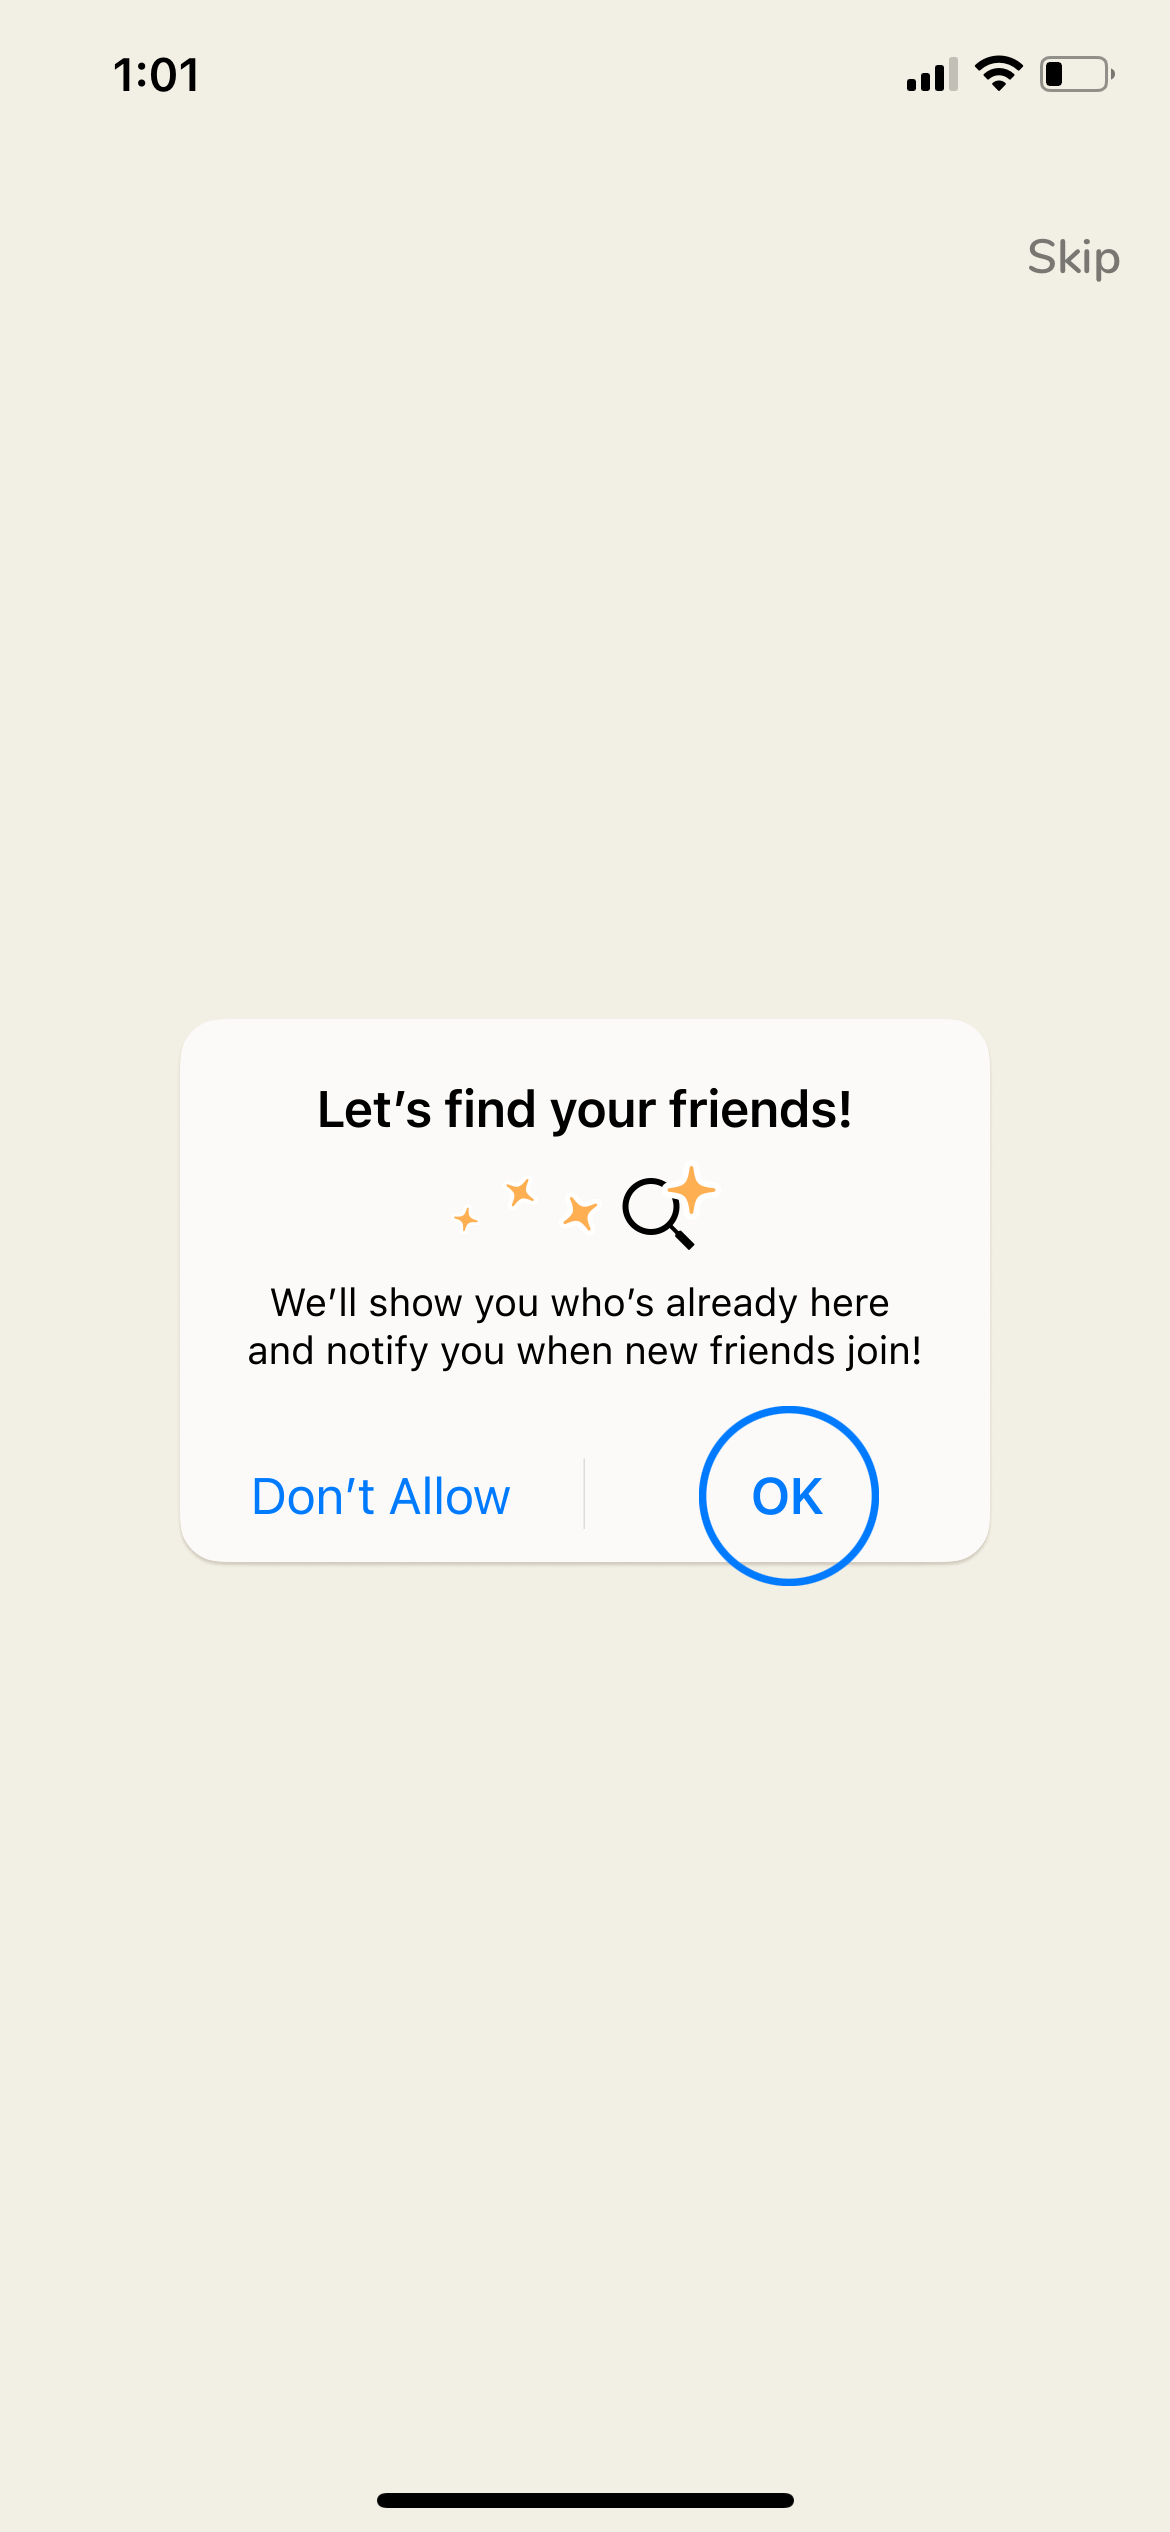 1:01
Skip
Let’s find your friends!
We’ll show you who’s already here
and notify you when new friends join!
Don’t Allow
OK